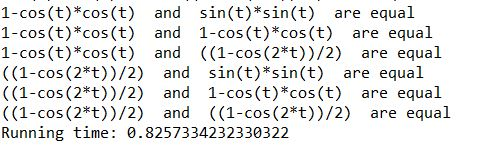 1-cos(t)*cos(t)  and  sin(t)*sin(t)  are equal
1-cos(t)*cos(t)  and  1-cos(t)*cos(t)  are equal
1-cos(t)*cos(t)  and  ((1-cos(2*t))/2)  are equal
((1-cos(2*t))/2)  and  sin(t)*sin(t)  are equal
((1-cos(2*t))/2)  and  1-cos(t)*cos(t)  are equal
((1-cos(2*t))/2)  and  ((1-cos(2*t))/2)  are equal
Running time: 0.8257334232330322